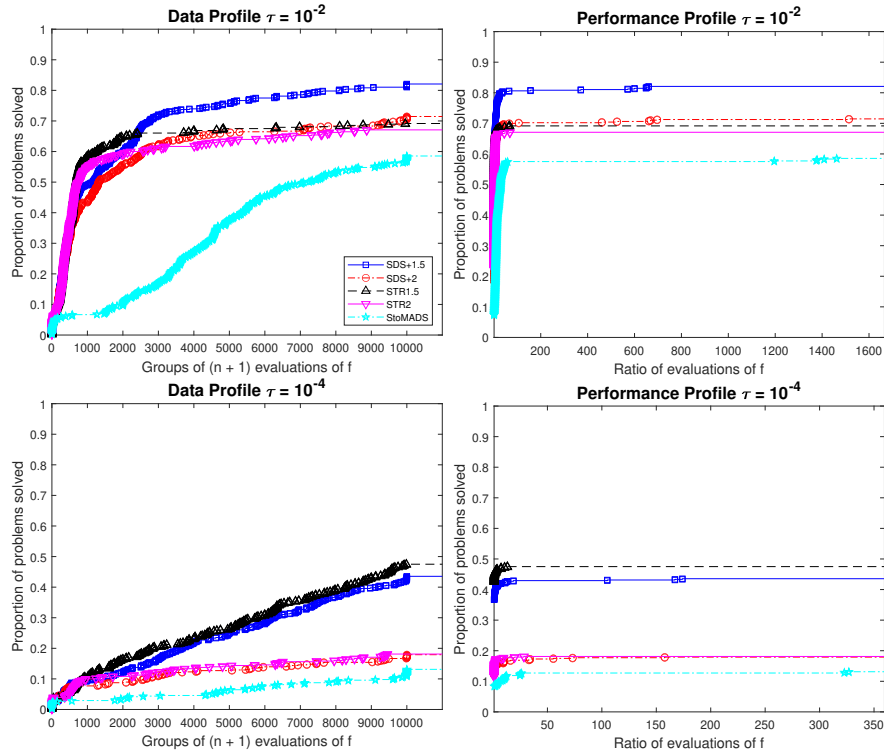 Data Profile τ = 10⁻²
Proportion of problems solved
1
0.9
0.8
0.7
0.6
0.5
0.4
0.3
0.2
0.1
0
0 1000 2000 3000 4000 5000 6000 7000 8000 9000 10000
Groups of (n + 1) evaluations of f
SDS+1.5
SDS+2
STR1.5
STR2
StoMADS
Performance Profile τ = 10⁻²
Proportion of problems solved
1
0.9
0.8
0.7
0.6
0.5
0.4
0.3
0.2
0.1
0
200 400 600 800 1000 1200 1400 1600
Ratio of evaluations of f
Data Profile τ = 10⁻⁴
Proportion of problems solved
1
0.9
0.8
0.7
0.6
0.5
0.4
0.3
0.2
0.1
0
0 1000 2000 3000 4000 5000 6000 7000 8000 9000 10000
Groups of (n + 1) evaluations of f
Performance Profile τ = 10⁻⁴
Proportion of problems solved
1
0.9
0.8
0.7
0.6
0.5
0.4
0.3
0.2
0.1
0
50 100 150 200 250 300 350
Ratio of evaluations of f